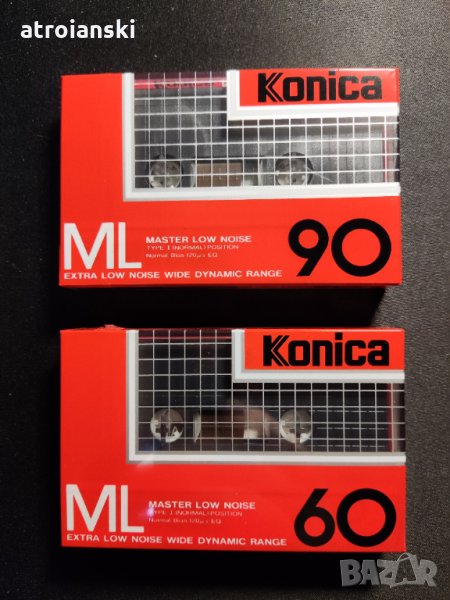 atroianski
Konica
ML MASTER LOW NOISE 90
TYPE I (NORMAL) POSITION
Normal Bias 120μs EQ
EXTRA LOW NOISE WIDE DYNAMIC RANGE
Konica
ML MASTER LOW NOISE 60
TYPE I (NORMAL) POSITION
Normal Bias 120μs EQ
EXTRA LOW NOISE WIDE DYNAMIC RANGE
BAZAR